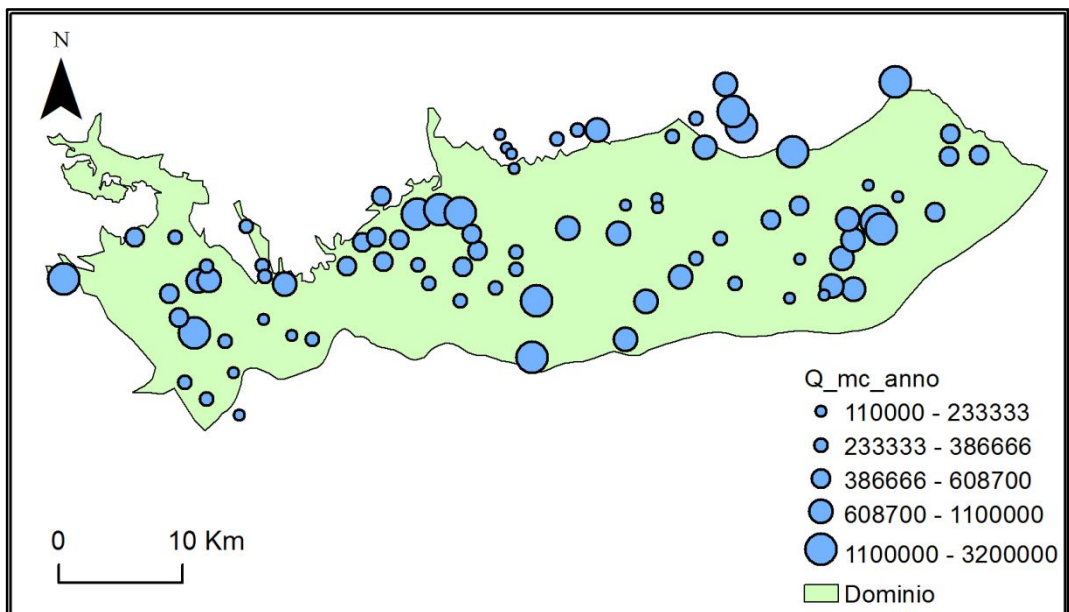 N
Q_mc_anno
110000 - 233333
233333 - 386666
386666 - 608700
608700 - 1100000
1100000 - 3200000
Dominio
0 10 Km